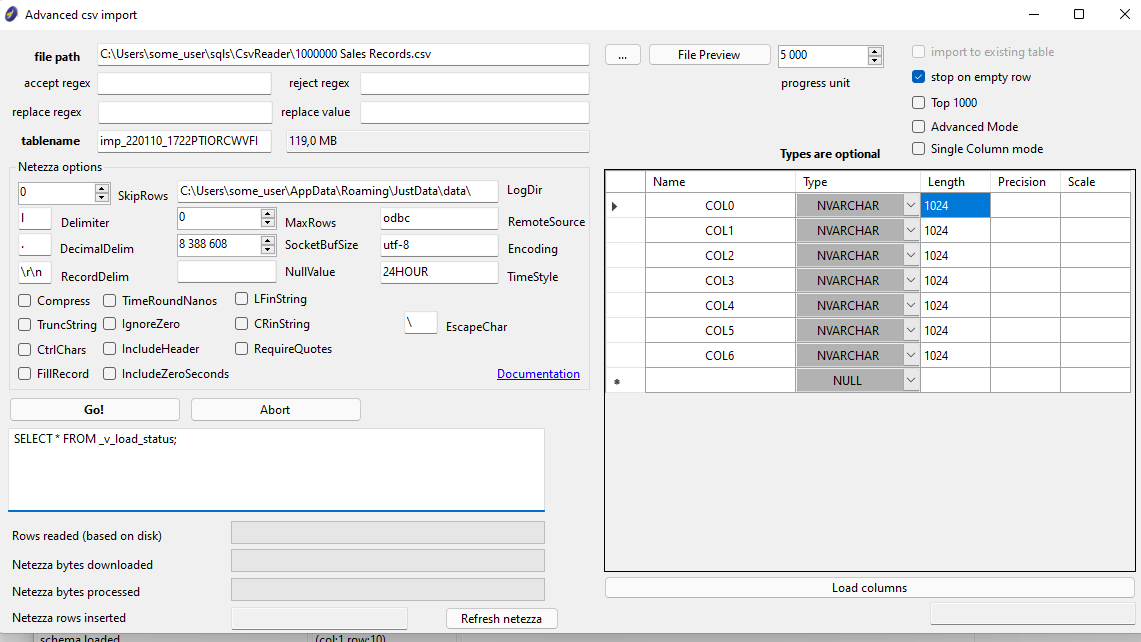 Advanced csv import
file path C:\Users\some_user\sqls\CsvReader\1000000 Sales Records.csv ... File Preview 5 000 import to existing table
accept regex reject regex progress unit stop on empty row
replace regex replace value Top 1000
tablename imp_220110_1722PTIORCWVFI 119,0 MB Advanced Mode
Types are optional Single Column mode
Netezza options
0 SkipRows C:\Users\some_user\AppData\Roaming\JustData\data\ LogDir
| Delimiter 0 MaxRows odbc RemoteSource
. DecimalDelim 8 388 608 SocketBufSize utf-8 Encoding
\r\n RecordDelim NullValue 24HOUR TimeStyle
Compress TimeRoundNanos LFinString
TruncString IgnoreZero CRinString \ EscapeChar
CtrlChars IncludeHeader RequireQuotes
FillRecord IncludeZeroSeconds Documentation
Name Type Length Precision Scale
COL0 NVARCHAR 1024
COL1 NVARCHAR 1024
COL2 NVARCHAR 1024
COL3 NVARCHAR 1024
COL4 NVARCHAR 1024
COL5 NVARCHAR 1024
COL6 NVARCHAR 1024
* NULL
Go! Abort
SELECT * FROM _v_load_status;
Rows readed (based on disk)
Netezza bytes downloaded
Netezza bytes processed
Netezza rows inserted Refresh netezza
Load columns
schema loaded (col:1 row:10)